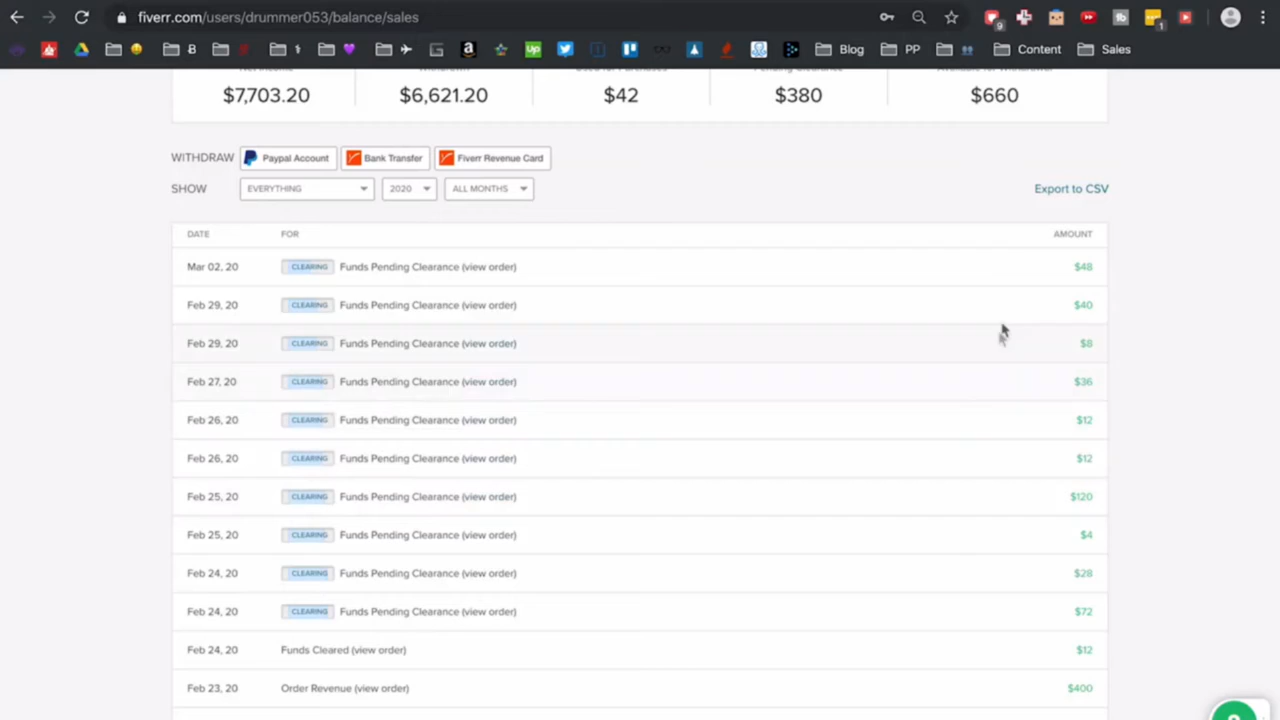 fiverr.com/users/drummer053/balance/sales
9
1
Up
8
Blog
PP
Content
Sales
$7,703.20
$6,621.20
$42
$380
$660
WITHDRAW
Paypal Account
Bank Transfer
Fiverr Revenue Card
SHOW
EVERYTHING
2020
ALL MONTHS
Export to CSV
DATE FOR AMOUNT
Mar 02, 20 CLEARING Funds Pending Clearance (view order) $48
Feb 29, 20 CLEARING Funds Pending Clearance (view order) $40
Feb 29, 20 CLEARING Funds Pending Clearance (view order) $8
Feb 27, 20 CLEARING Funds Pending Clearance (view order) $36
Feb 26, 20 CLEARING Funds Pending Clearance (view order) $12
Feb 26, 20 CLEARING Funds Pending Clearance (view order) $12
Feb 25, 20 CLEARING Funds Pending Clearance (view order) $120
Feb 25, 20 CLEARING Funds Pending Clearance (view order) $4
Feb 24, 20 CLEARING Funds Pending Clearance (view order) $28
Feb 24, 20 CLEARING Funds Pending Clearance (view order) $72
Feb 24, 20 Funds Cleared (view order) $12
Feb 23, 20 Order Revenue (view order) $400